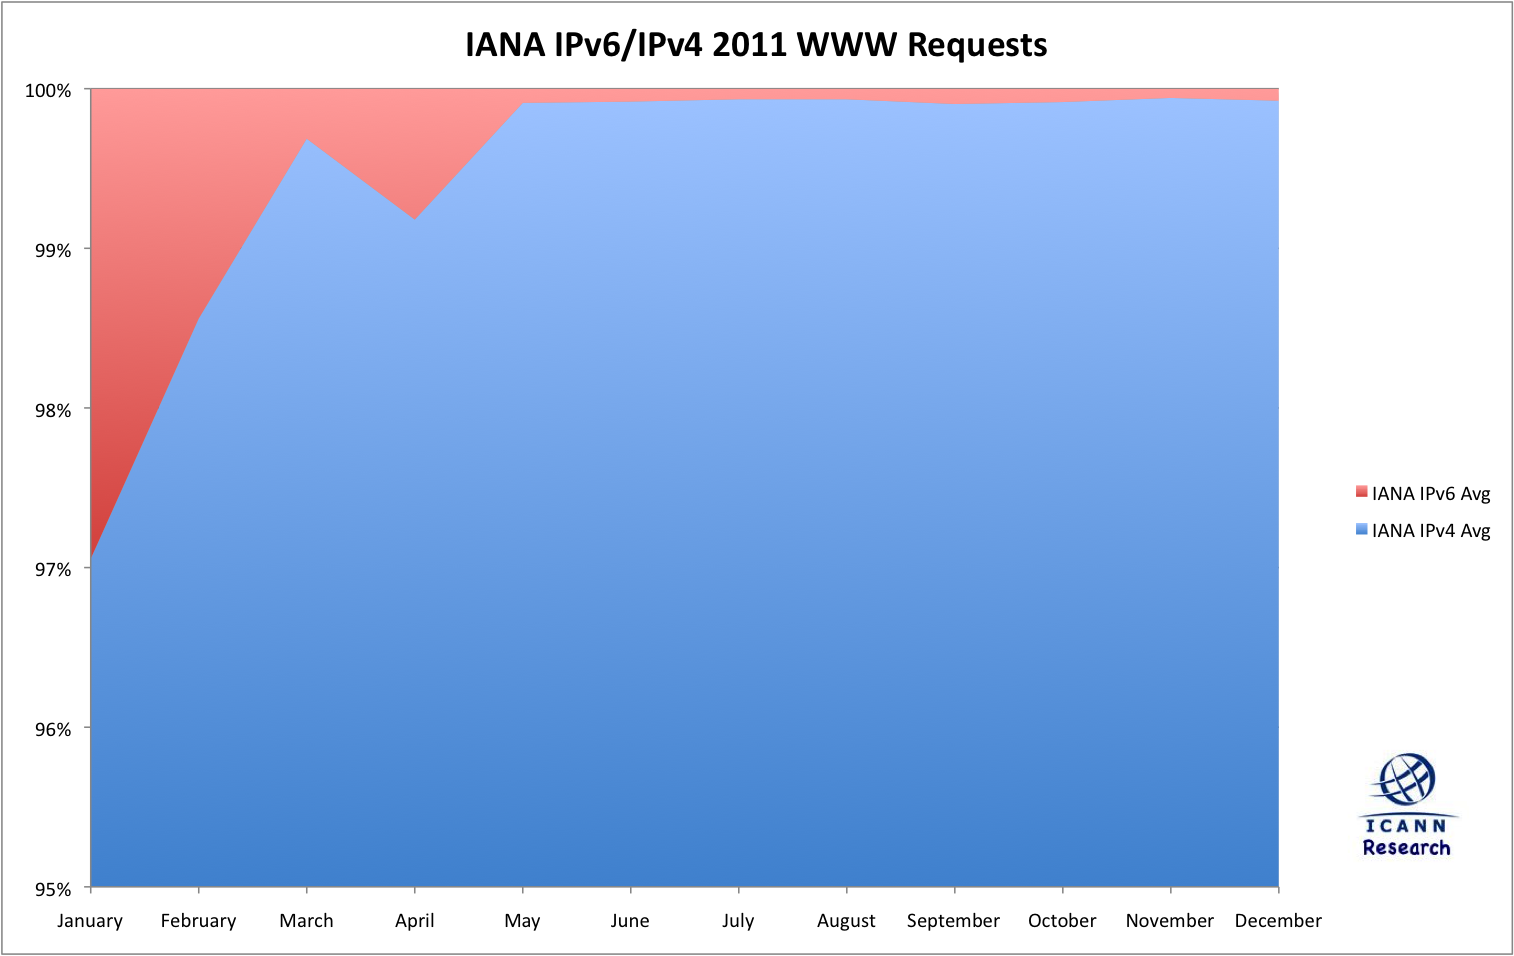 IANA IPv6/IPv4 2011 WWW Requests
100%
99%
98%
97%
96%
95%
January February March April May June July August September October November December
IANA IPv6 Avg
IANA IPv4 Avg
ICANN
Research